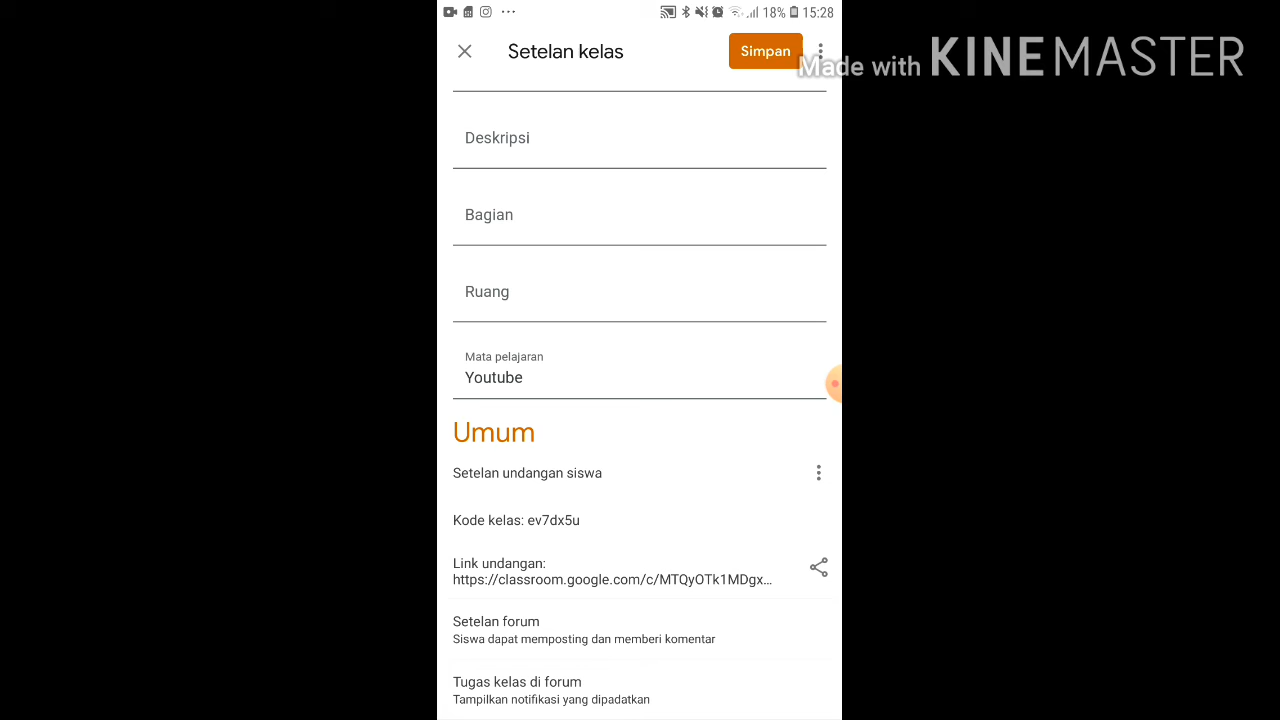 18% 15:28
Setelan kelas
Simpan
Made with KINEMASTER
Deskripsi
Bagian
Ruang
Mata pelajaran
Youtube
Umum
Setelan undangan siswa
Kode kelas: ev7dx5u
Link undangan:
https://classroom.google.com/c/MTQyOTk1MDgx...
Setelan forum
Siswa dapat memposting dan memberi komentar
Tugas kelas di forum
Tampilkan notifikasi yang dipadatkan